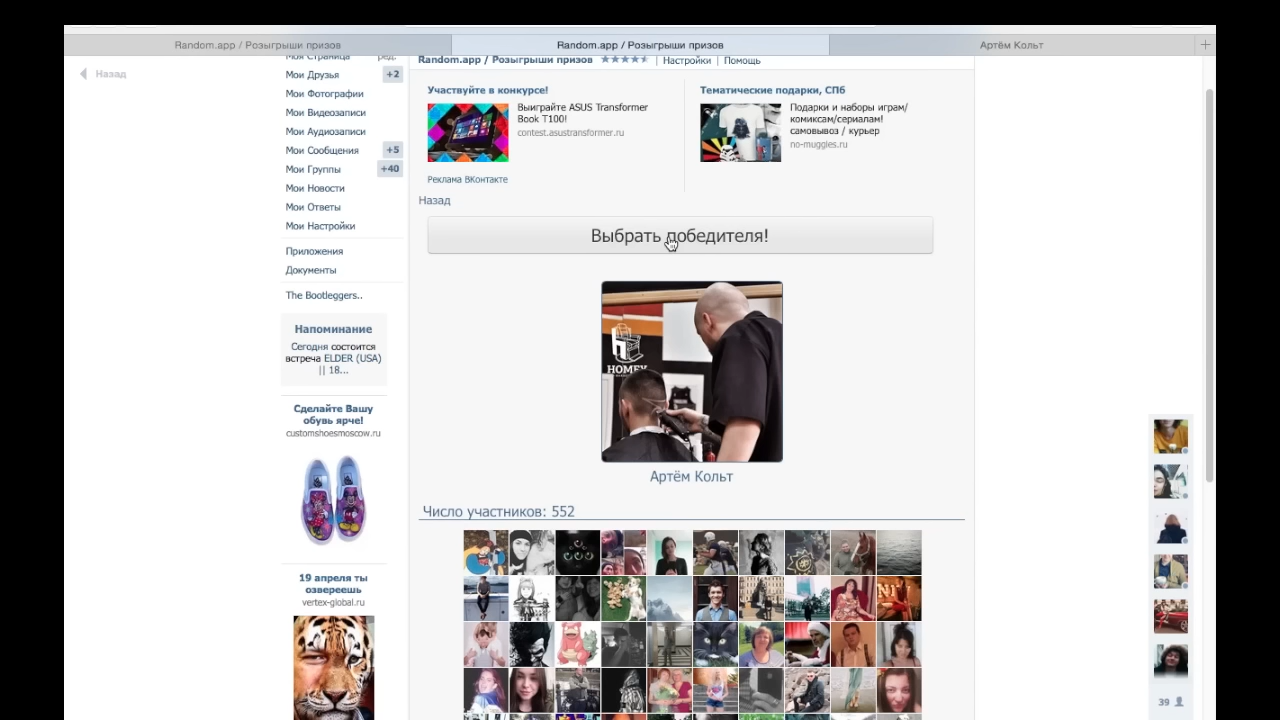 Random.app / Розыгрыши призов
Random.app / Розыгрыши призов
Артём Кольт
+
Назад
Моя Страница
ред.
Мои Друзья
+2
Мои Фотографии
Мои Видеозаписи
Мои Аудиозаписи
Мои Сообщения
+5
Мои Группы
+40
Мои Новости
Мои Ответы
Мои Настройки
Приложения
Документы
The Bootleggers..
Напоминание
Сегодня состоится
встреча ELDER (USA)
|| 18...
Сделайте Вашу
обувь ярче!
customshoesmoscow.ru
19 апреля ты
озвереешь
vertex-global.ru
Random.app / Розыгрыши призов
Настройки
Помощь
Участвуйте в конкурсе!
Выиграйте ASUS Transformer
Book T100!
contest.asustransformer.ru
Тематические подарки, СПб
Подарки и наборы играм/
комиксам/сериалам!
самовывоз / курьер
no-muggles.ru
Реклама ВКонтакте
Назад
Выбрать победителя!
HOMEY
Артём Кольт
Число участников: 552
39